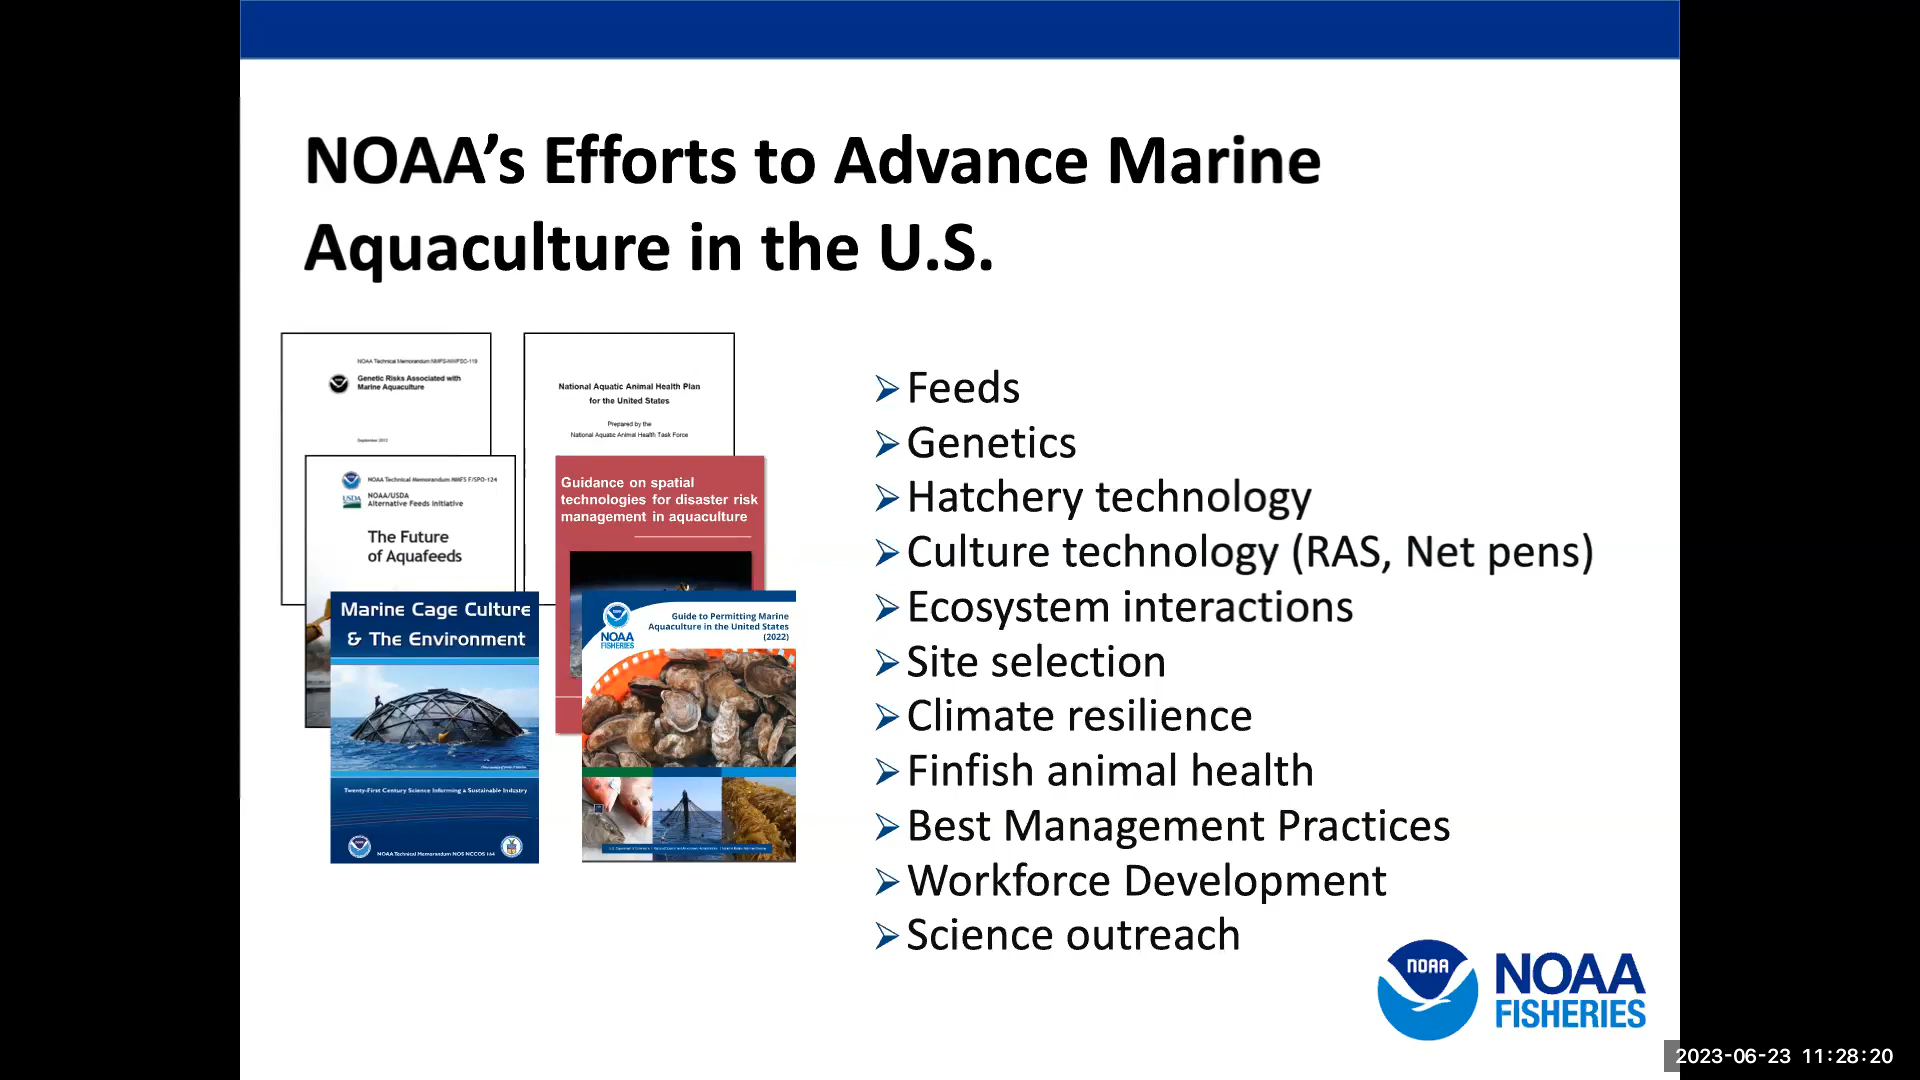 NOAA's Efforts to Advance Marine
Aquaculture in the U.S.
NOAA Technical Memorandum NMFS-NWFSC-119
Genetic Risks Associated with
Marine Aquaculture
September 2012
National Aquatic Animal Health Plan
for the United States
Prepared by the
National Aquatic Animal Health Task Force
NOAA Technical Memorandum NMFS F/SPO-124
USDA
NOAA/USDA
Alternative Feeds Initiative
The Future
of Aquafeeds
Guidance on spatial
technologies for disaster risk
management in aquaculture
Marine Cage Culture
& The Environment
Twenty-First Century Science Informing a Sustainable Industry
NOAA Technical Memorandum NOS NCCOS 164
Guide to Permitting Marine
Aquaculture in the United States
(2022)
NOAA
FISHERIES
Feeds
Genetics
Hatchery technology
Culture technology (RAS, Net pens)
Ecosystem interactions
Site selection
Climate resilience
Finfish animal health
Best Management Practices
Workforce Development
Science outreach
NOAA
NOAA
FISHERIES
2023-06-23 11:28:20